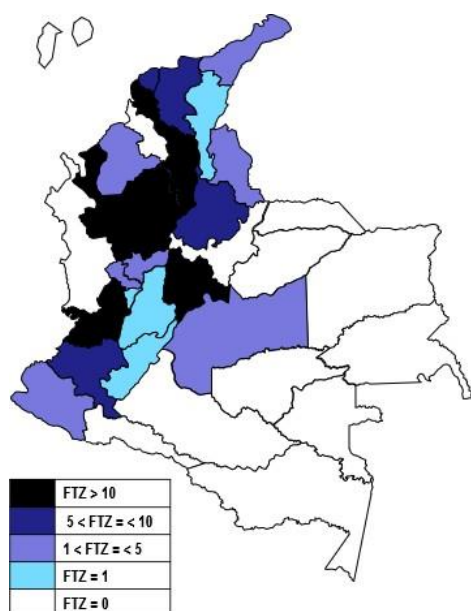 FTZ > 10
5 < FTZ = < 10
1 < FTZ = < 5
FTZ = 1
FTZ = 0